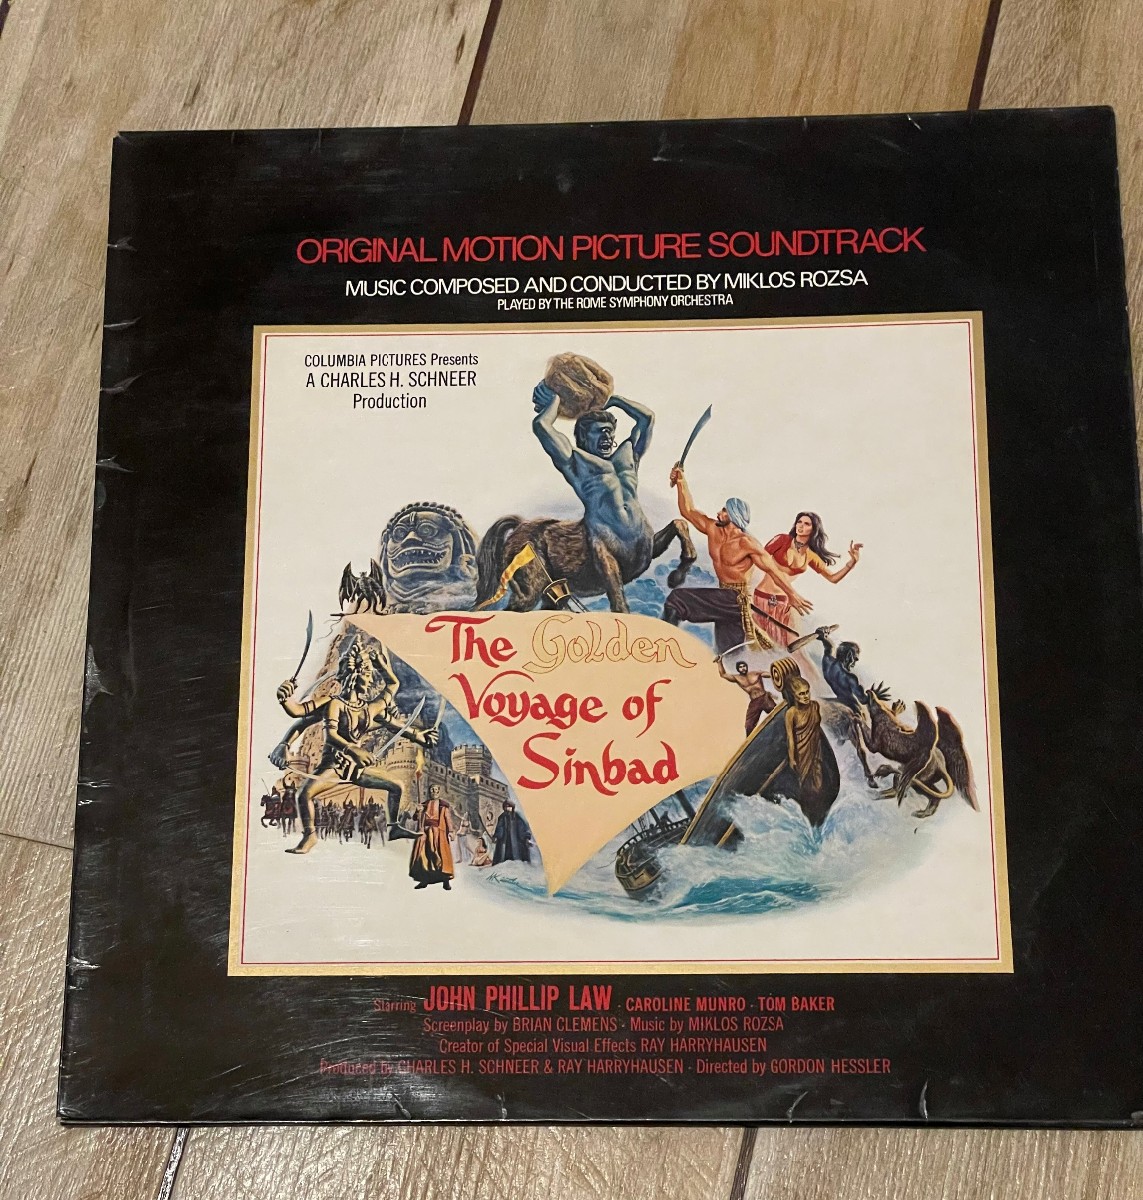 ORIGINAL MOTION PICTURE SOUNDTRACK
MUSIC COMPOSED AND CONDUCTED BY MIKLOS ROZSA
PLAYED BY THE ROME SYMPHONY ORCHESTRA
COLUMBIA PICTURES Presents
A CHARLES H. SCHNEER
Production
The Golden
Voyage of
Sinbad
Starring JOHN PHILLIP LAW · CAROLINE MUNRO · TOM BAKER
Screenplay by BRIAN CLEMENS · Music by MIKLOS ROZSA
Creator of Special Visual Effects RAY HARRYHAUSEN
Produced by CHARLES H. SCHNEER & RAY HARRYHAUSEN · Directed by GORDON HESSLER